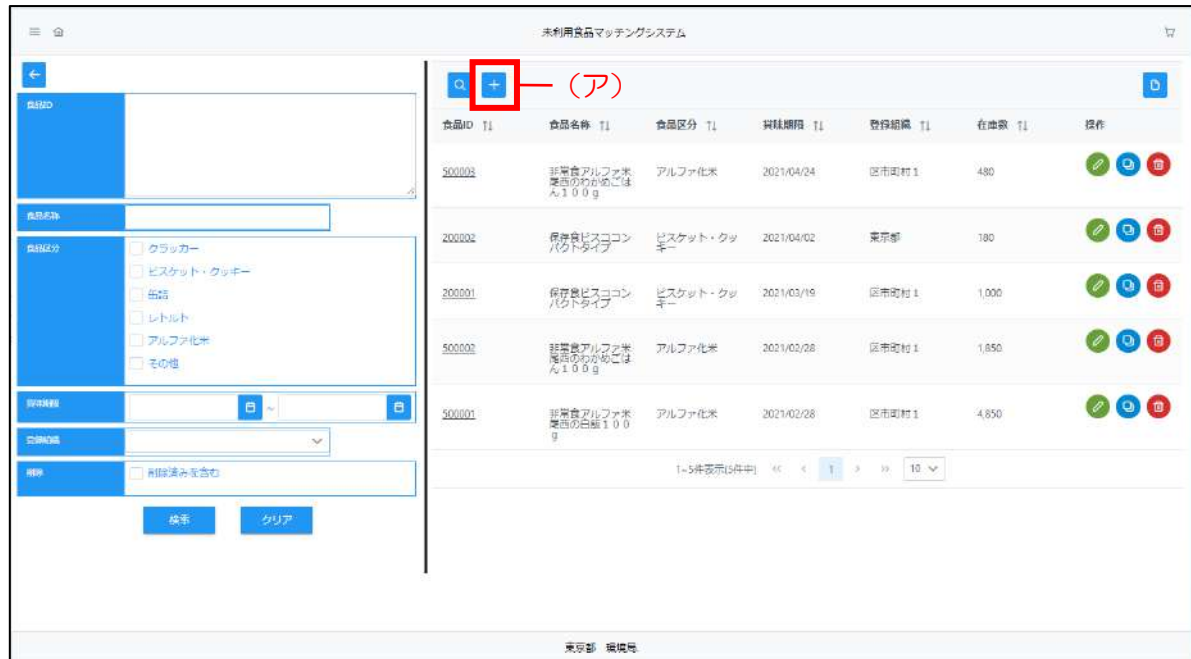 未利用食品マッチングシステム
(ア)
食品ID
食品名称
食品区分
クラッカー
ビスケット・クッキー
缶詰
レトルト
アルファ化米
その他
賞味期限
~
登録組織
削除
削除済みを含む
検索
クリア
食品ID 食品名称 食品区分 賞味期限 登録組織 在庫数 操作
500003 非常食アルファ米 アルファ化米 2021/04/24 区市町村1 480
尾西のわかめごは
ん100g
200002 保存食ビスココン ビスケット・クッ 2021/04/02 東京都 180
パクトタイプ キー
200001 保存食ビスココン ビスケット・クッ 2021/03/19 区市町村1 1,000
パクトタイプ キー
500002 非常食アルファ米 アルファ化米 2021/02/28 区市町村1 1,850
尾西のわかめごは
ん100g
500001 非常食アルファ米 アルファ化米 2021/02/28 区市町村1 4,850
尾西の白飯100
g
1~5件表示(5件中) << < 1 > >> 10
東京都 環境局